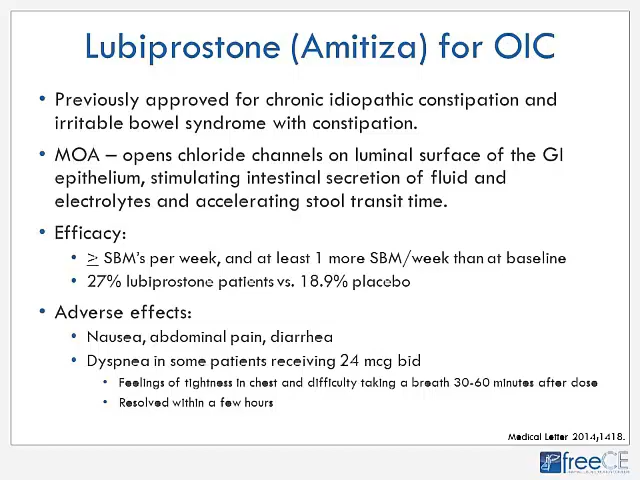 Lubiprostone (Amitiza) for OIC
• Previously approved for chronic idiopathic constipation and
irritable bowel syndrome with constipation.
• MOA – opens chloride channels on luminal surface of the GI
epithelium, stimulating intestinal secretion of fluid and
electrolytes and accelerating stool transit time.
• Efficacy:
• ≥ SBM's per week, and at least 1 more SBM/week than at baseline
• 27% lubiprostone patients vs. 18.9% placebo
• Adverse effects:
• Nausea, abdominal pain, diarrhea
• Dyspnea in some patients receiving 24 mcg bid
• Feelings of tightness in chest and difficulty taking a breath 30-60 minutes after dose
• Resolved within a few hours
Medical Letter 2014;1418.
freeCE